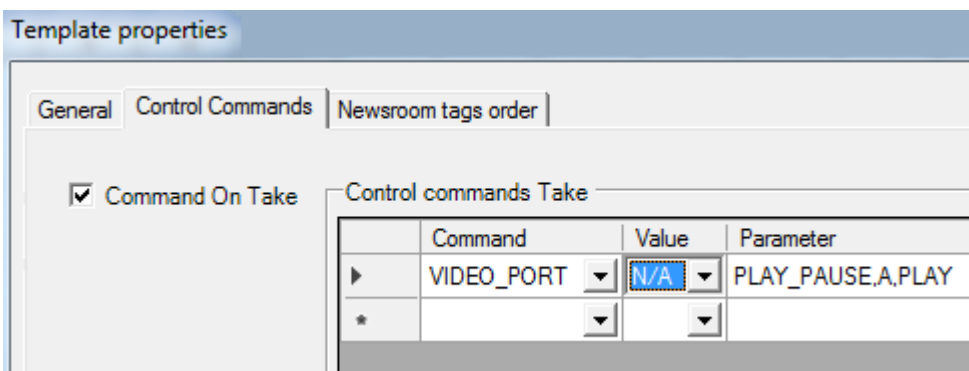 Template properties
General Control Commands Newsroom tags order
Command On Take Control commands Take
Command Value Parameter
VIDEO_PORT N/A PLAY_PAUSE,A,PLAY
*